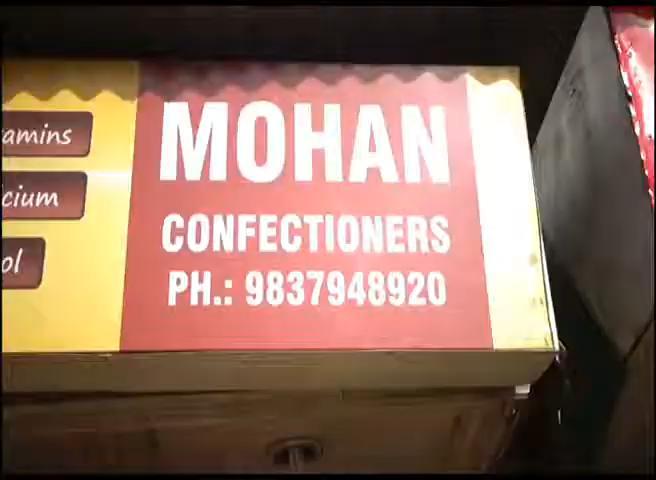 amins
cium
ol
MOHAN
CONFECTIONERS
PH.: 9837948920